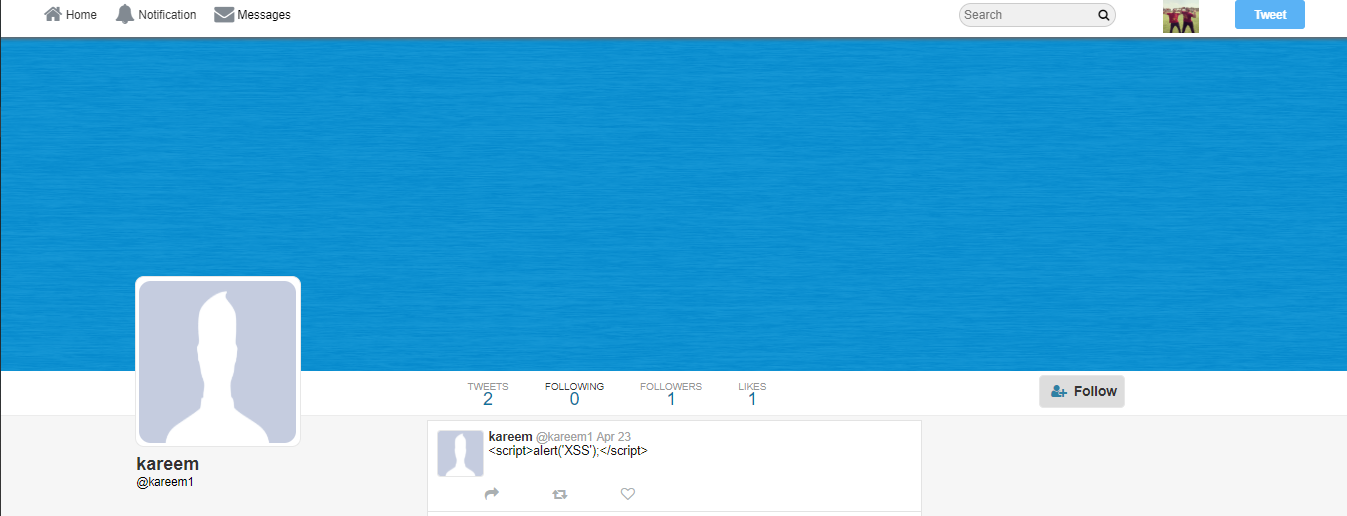 Home Notification Messages Search Tweet
TWEETS FOLLOWING FOLLOWERS LIKES
2 0 1 1
Follow
kareem @kareem1 Apr 23
<script>alert('XSS');</script>
kareem
@kareem1